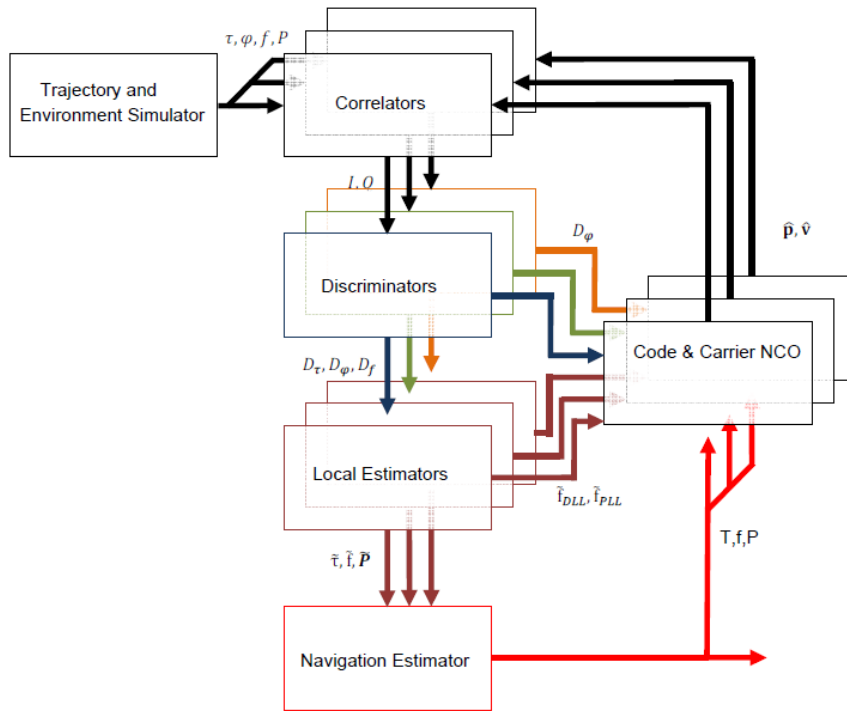 τ, φ, f, P
Trajectory and
Environment Simulator
Correlators
I, Q
D_φ
p̂, v̂
Discriminators
Code & Carrier NCO
D_τ, D_φ, D_f
Local Estimators
f̃_DLL, f̃_PLL
T,f,P
τ̃, f̃, P̃
Navigation Estimator